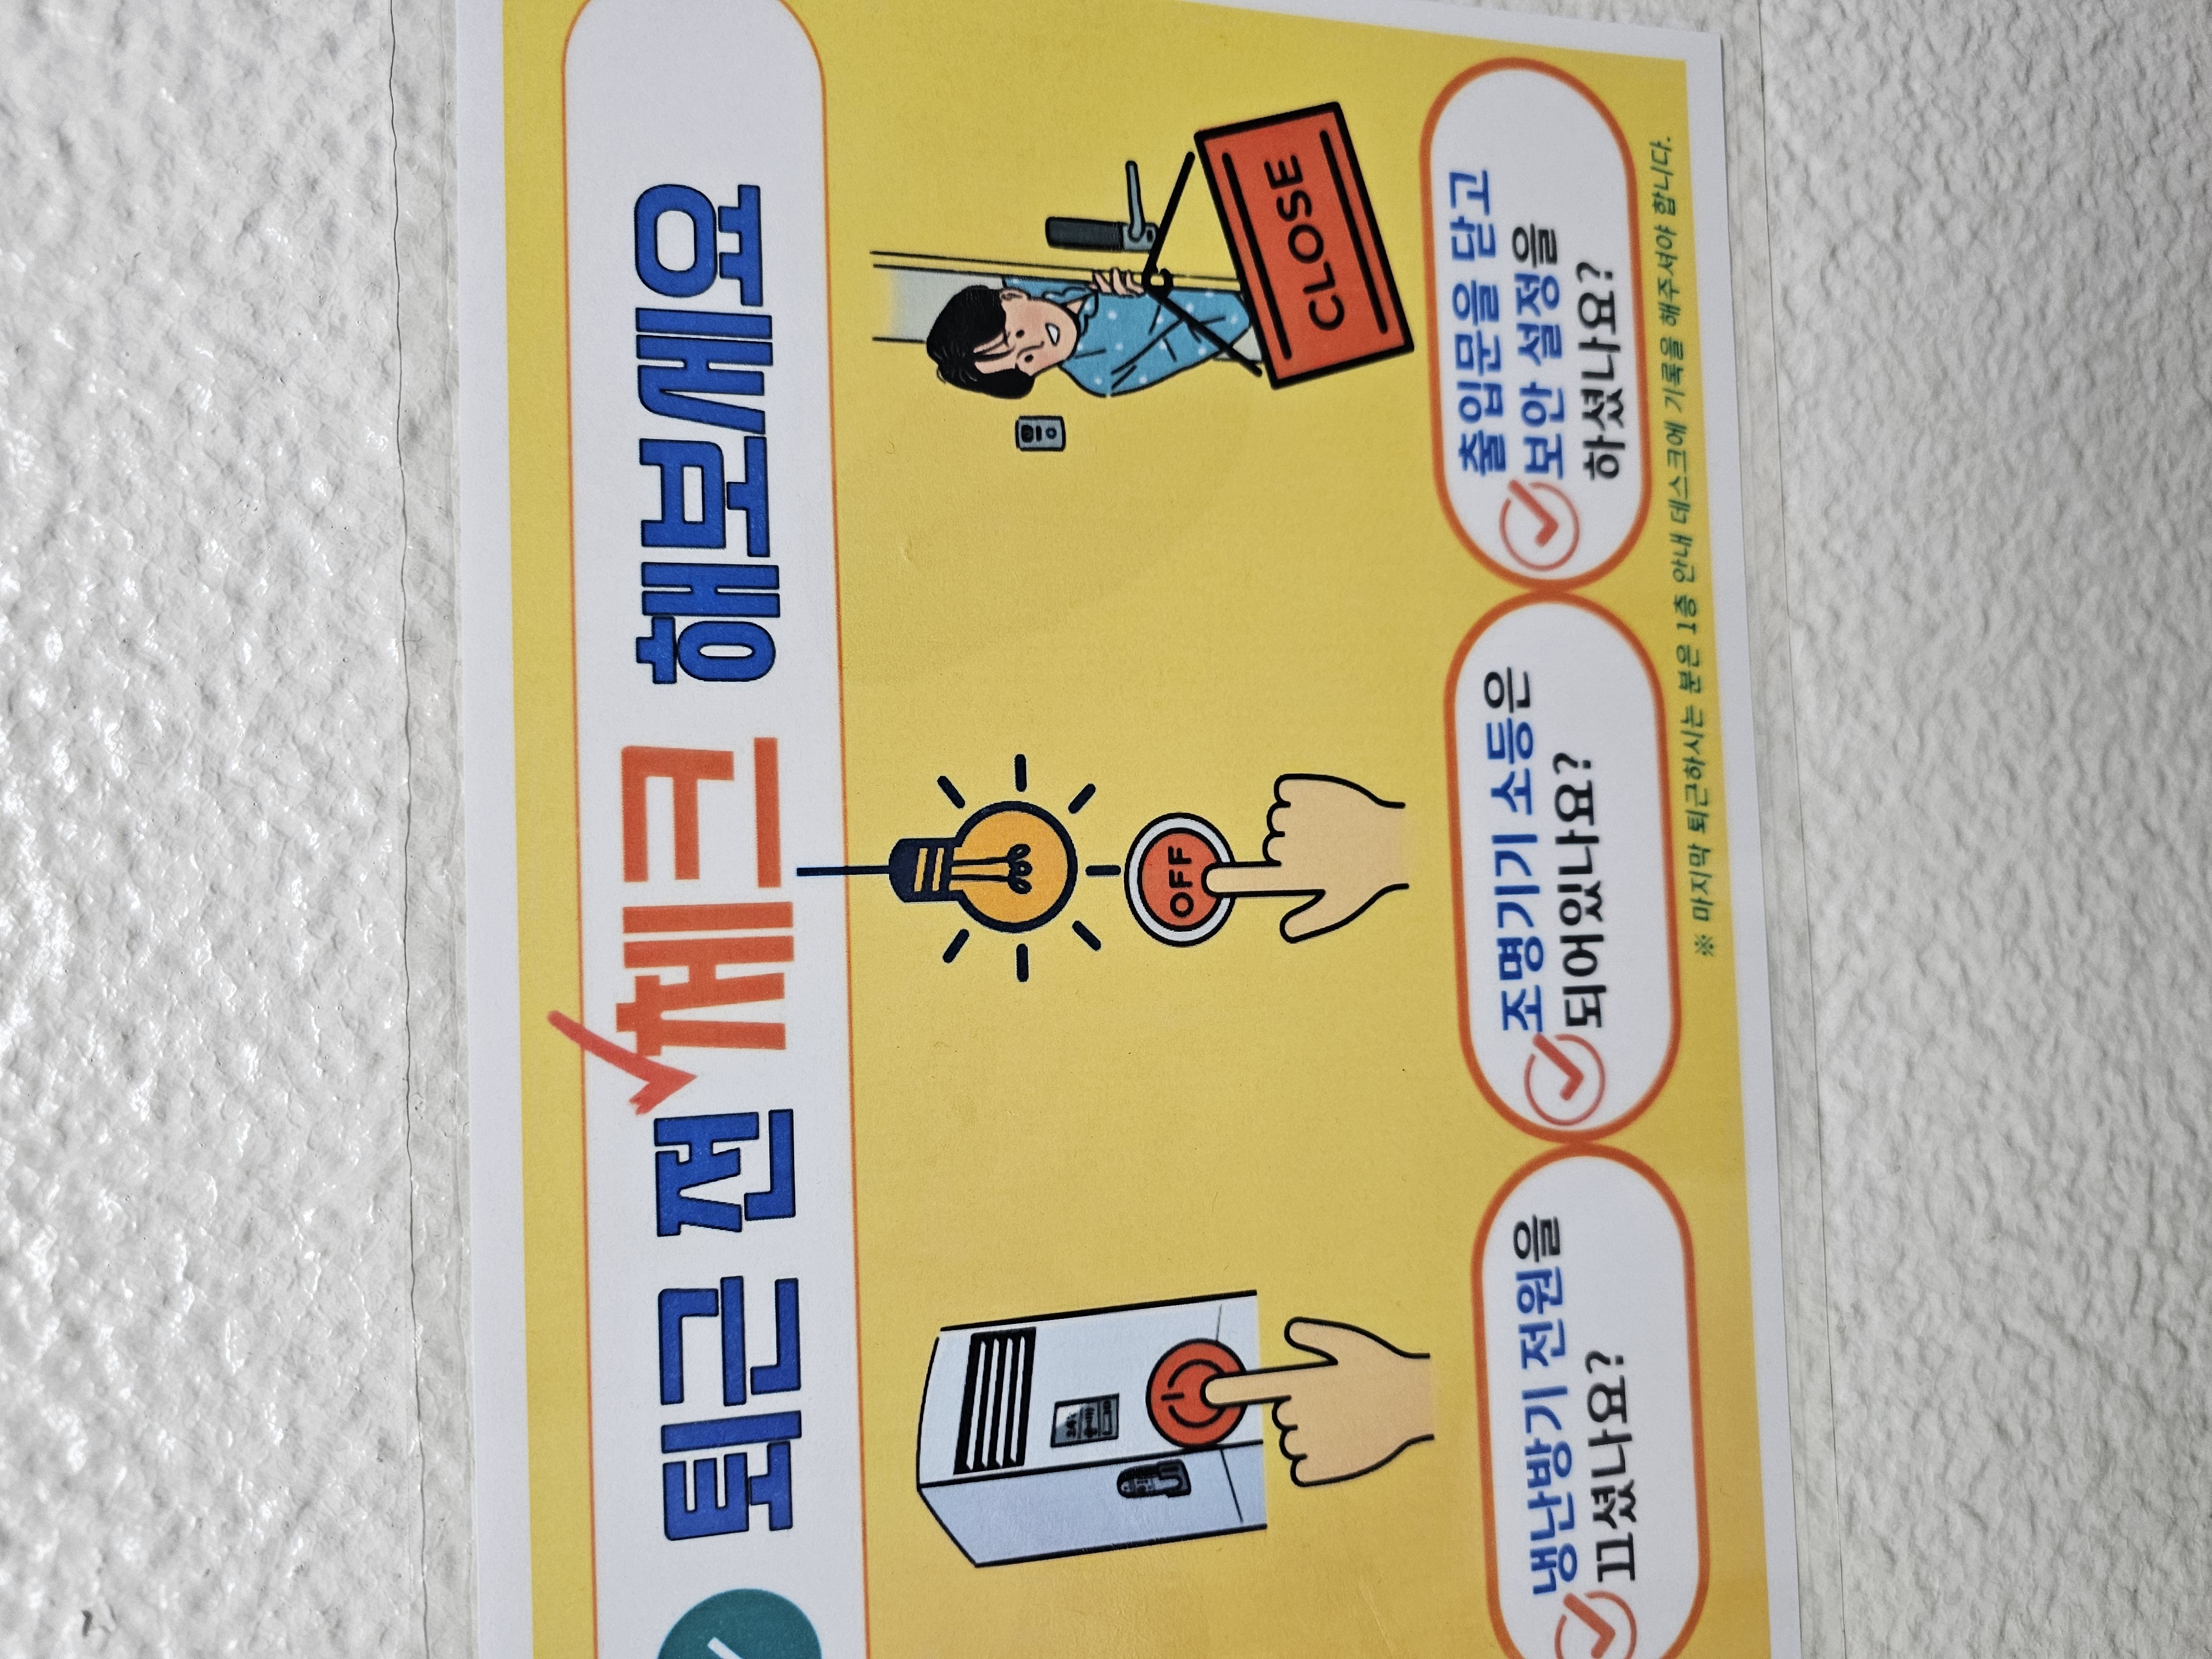 퇴근 전 체크 해보세요
OFF
CLOSE
냉난방기 전원을
끄셨나요?
조명기기 소등은
되어있나요?
출입문을 닫고
보안 설정을
하셨나요?
※ 마지막 퇴근하시는 분은 1층 안내 데스크에 기록을 해주셔야 합니다.